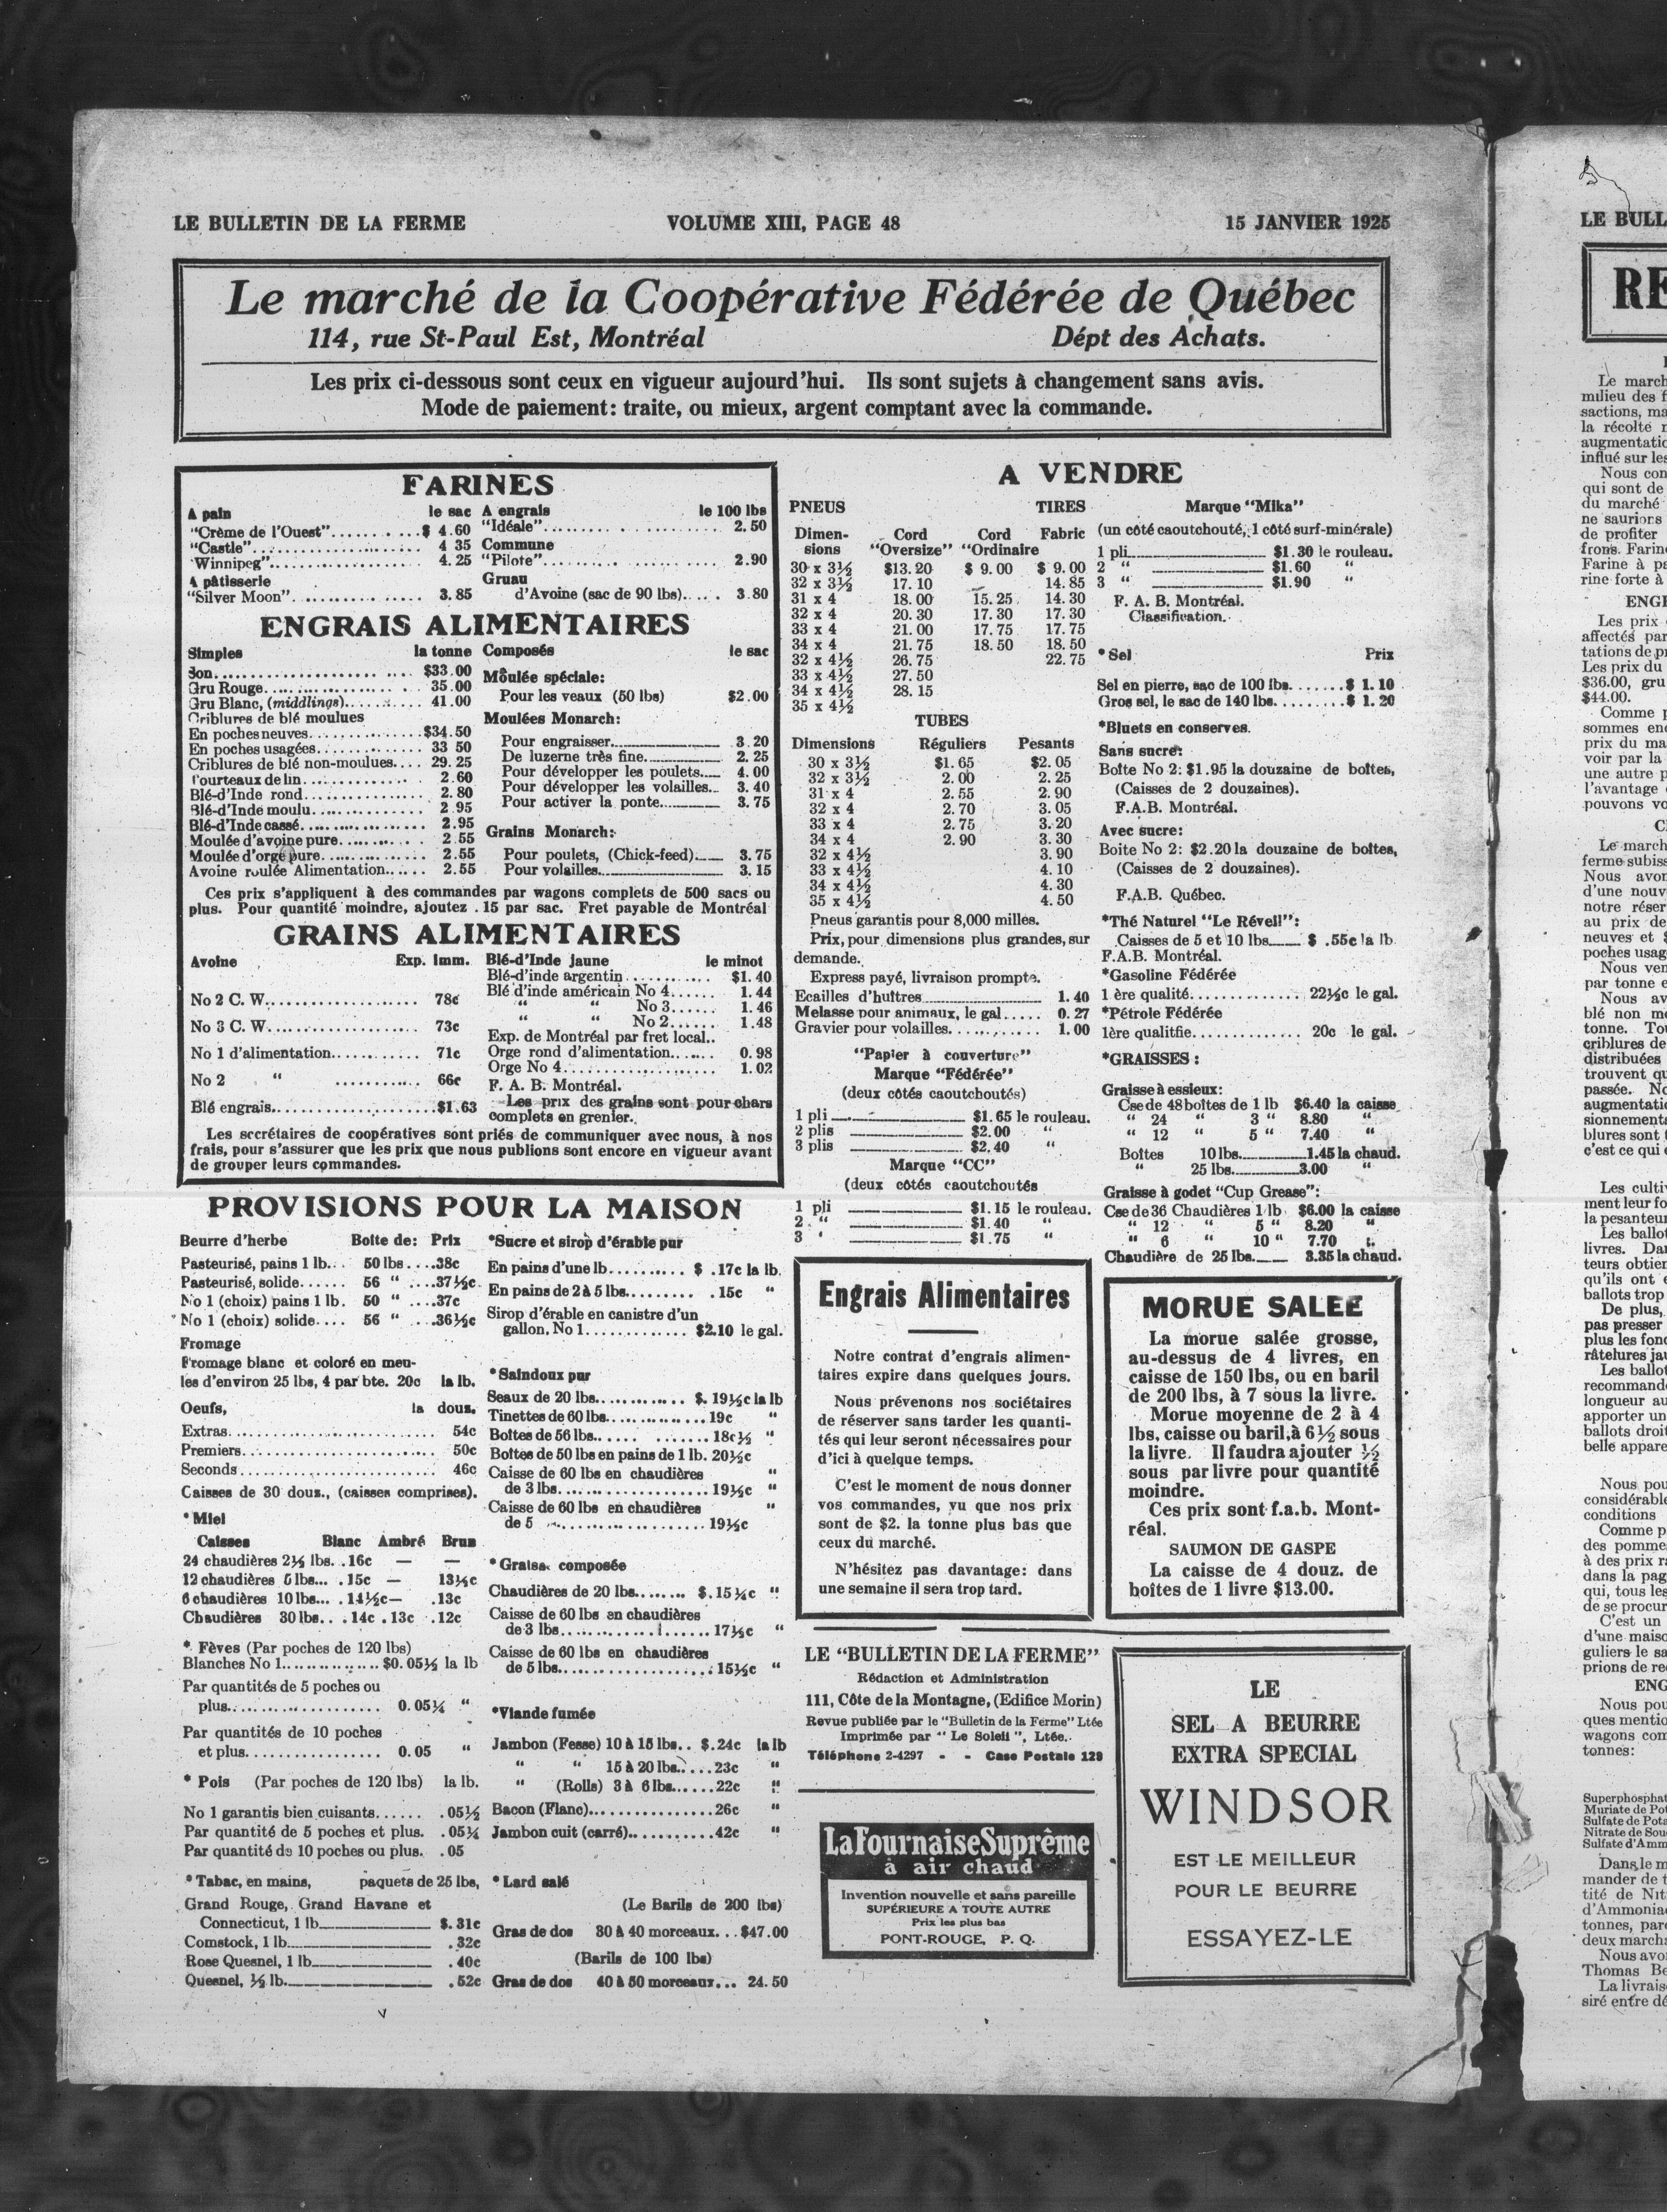 LE BULLETIN DE LA FERME VOLUME XIII, PAGE 48 15 JANVIER 1925
Le marché de la Coopérative Fédérée de Québec
114, rue St-Paul Est, Montréal Dépt des Achats.
Les prix ci-dessous sont ceux en vigueur aujourd'hui. Ils sont sujets à changement sans avis.
Mode de paiement: traite, ou mieux, argent comptant avec la commande.
FARINES
A pain le sac
"Crème de l'Ouest" $ 4.60
"Castle" 4 35
"Winnipeg" 4.25
A pâtisserie
"Silver Moon" 3.85
A engrais le 100 lbs
"Idéale" 2.50
Commune
"Pilote" 2.90
Gruau
d'Avoine (sac de 90 lbs) 3.80
ENGRAIS ALIMENTAIRES
Simples la tonne
Son $33.00
Gru Rouge 35.00
Gru Blanc, (middlings) 41.00
Criblures de blé moulues
En poches neuves $34.50
En poches usagées 33 50
Criblures de blé non-moulues 29.25
Tourteaux de lin 2.60
Blé-d'Inde rond 2.80
Blé-d'Inde moulu 2 95
Blé-d'Inde cassé 2.95
Moulée d'avoine pure 2 55
Moulée d'orge pure 2.55
Avoine roulée Alimentation 2.55
Composés le sac
Moûlée spéciale:
Pour les veaux (50 lbs) $2.00
Moulées Monarch:
Pour engraisser 3.20
De luzerne très fine 2.25
Pour développer les poulets 4.00
Pour développer les volailles 3.40
Pour activer la ponte 3.75
Grains Monarch:
Pour poulets, (Chick-feed) 3.75
Pour volailles 3.15
Ces prix s'appliquent à des commandes par wagons complets de 500 sacs ou
plus. Pour quantité moindre, ajoutez .15 par sac. Fret payable de Montréal
GRAINS ALIMENTAIRES
Avoine Exp. Imm.
No 2 C. W. 78c
No 3 C. W. 73c
No 1 d'alimentation 71c
No 2 " 66c
Blé engrais $1.63
Blé-d'Inde jaune le minot
Blé-d'inde argentin $1.40
Blé d'inde américain No 4 1.44
" " No 3 1.46
" " No 2 1.48
Exp. de Montréal par fret local..
Orge rond d'alimentation 0.98
Orge No 4 1.02
F. A. B. Montréal.
Les prix des grains sont pour chars
complets en grenier.
Les secrétaires de coopératives sont priés de communiquer avec nous, à nos
frais, pour s'assurer que les prix que nous publions sont encore en vigueur avant
de grouper leurs commandes.
PROVISIONS POUR LA MAISON
Beurre d'herbe Boite de: Prix
Pasteurisé, pains 1 lb. 50 lbs .38c
Pasteurisé, solide 56 " .37½c
No 1 (choix) pains 1 lb. 50 " .37c
No 1 (choix) solide 56 " .36½c
Fromage
Fromage blanc et coloré en meu-
les d'environ 25 lbs, 4 par bte. 20c la lb.
Oeufs, la douz.
Extras 54c
Premiers 50c
Seconds 46c
Caisses de 30 douz., (caisses comprises).
*Miel
Caisses Blanc Ambré Brun
24 chaudières 2½ lbs. .16c — —
12 chaudières 5 lbs... .15c — 13½c
6 chaudières 10 lbs... .14½c — .13c
Chaudières 30 lbs.. .14c .13c .12c
* Fèves (Par poches de 120 lbs)
Blanches No 1 $0.05½ la lb
Par quantités de 5 poches ou
plus 0.05¼ "
Par quantités de 10 poches
et plus 0.05 "
* Pois (Par poches de 120 lbs) la lb.
No 1 garantis bien cuisants .05½
Par quantité de 5 poches et plus. .05¼
Par quantité de 10 poches ou plus. .05
*Tabac, en mains, paquets de 25 lbs,
Grand Rouge, Grand Havane et
Connecticut, 1 lb $.31c
Comstock, 1 lb .32c
Rose Quesnel, 1 lb .40c
Quesnel, ½ lb. .52c
*Sucre et sirop d'érable pur
En pains d'une lb $ .17c la lb.
En pains de 2 à 5 lbs .15c "
Sirop d'érable en canistre d'un
gallon, No 1 $2.10 le gal.
*Saindoux pur
Seaux de 20 lbs $. 19½c la lb
Tinettes de 60 lbs 19c "
Boîtes de 56 lbs 18c½ "
Boîtes de 50 lbs en pains de 1 lb. 20½c
Caisse de 60 lbs en chaudières "
de 3 lbs 19½c "
Caisse de 60 lbs en chaudières "
de 5 19½c
*Graisse composée
Chaudières de 20 lbs $.15¼c "
Caisse de 60 lbs en chaudières
de 3 lbs 17½c "
Caisse de 60 lbs en chaudières
de 5 lbs 15½c "
*Viande fumée
Jambon (Fesse) 10 à 15 lbs.. $.24c la lb
" " 15 à 20 lbs 23c "
" (Rolls) 3 à 6 lbs 22c "
Bacon (Flanc) 26c "
Jambon cuit (carré) 42c "
*Lard salé
(Le Barils de 200 lbs)
Gras de dos 30 à 40 morceaux... $47.00
(Barils de 100 lbs)
Gras de dos 40 à 50 morceaux... 24.50
A VENDRE
PNEUS TIRES
Dimen- Cord Cord Fabric
sions "Oversize" "Ordinaire
30 x 3½ $13.20 $ 9.00 $ 9.00
32 x 3½ 17.10 14.85
31 x 4 18.00 15.25 14.30
32 x 4 20.30 17.30 17.30
33 x 4 21.00 17.75 17.75
34 x 4 21.75 18.50 18.50
32 x 4½ 26.75 22.75
33 x 4½ 27.50
34 x 4½ 28.15
35 x 4½
TUBES
Dimensions Réguliers Pesants
30 x 3½ $1.65 $2.05
32 x 3½ 2.00 2.25
31 x 4 2.55 2.90
32 x 4 2.70 3.05
33 x 4 2.75 3.20
34 x 4 2.90 3.30
32 x 4½ 3.90
33 x 4½ 4.10
34 x 4½ 4.30
35 x 4½ 4.50
Pneus garantis pour 8,000 milles.
Prix, pour dimensions plus grandes, sur
demande.
Express payé, livraison prompte.
Ecailles d'huîtres 1.40
Melasse pour animaux, le gal 0.27
Gravier pour volailles 1.00
"Papier à couverture"
Marque "Fédérée"
(deux côtés caoutchoutés)
1 pli $1.65 le rouleau.
2 plis $2.00 "
3 plis $2.40 "
Marque "CC"
(deux côtés caoutchoutés
1 pli $1.15 le rouleau.
2 " $1.40 "
3 ' $1.75 "
Marque "Mika"
(un côté caoutchouté, 1 côté surf-minérale)
1 pli $1.30 le rouleau.
2 " $1.60 "
3 " $1.90 "
F. A. B. Montréal.
Classification.
*Sel Prix
Sel en pierre, sac de 100 lbs $ 1.10
Gros sel, le sac de 140 lbs $ 1.20
*Bluets en conserves.
Sans sucre:
Boîte No 2: $1.95 la douzaine de boîtes,
(Caisses de 2 douzaines).
F.A.B. Montréal.
Avec sucre:
Boite No 2: $2.20 la douzaine de boîtes,
(Caisses de 2 douzaines).
F.A.B. Québec.
*Thé Naturel "Le Réveil":
Caisses de 5 et 10 lbs $ .55c la lb
F.A.B. Montréal.
*Gasoline Fédérée
1 ère qualité 22½c le gal.
*Pétrole Fédérée
1ère qualitfie 20c le gal.
*GRAISSES :
Graisse à essieux:
Cse de 48 boîtes de 1 lb $6.40 la caisse
" 24 " 3 " 8.80 "
" 12 " 5 " 7.40 "
Boîtes 10 lbs 1.45 la chaud.
" 25 lbs 3.00 "
Graisse à godet "Cup Grease":
Cse de 36 Chaudières 1 lb $6.00 la caisse
" 12 " 5 " 8.20 "
" 6 " 10 " 7.70
Chaudière de 25 lbs. 3.35 la chaud.
Engrais Alimentaires
Notre contrat d'engrais alimen-
taires expire dans quelques jours.
Nous prévenons nos sociétaires
de réserver sans tarder les quanti-
tés qui leur seront nécessaires pour
d'ici à quelque temps.
C'est le moment de nous donner
vos commandes, vu que nos prix
sont de $2. la tonne plus bas que
ceux du marché.
N'hésitez pas davantage: dans
une semaine il sera trop tard.
MORUE SALEE
La morue salée grosse,
au-dessus de 4 livres, en
caisse de 150 lbs, ou en baril
de 200 lbs, à 7 sous la livre.
Morue moyenne de 2 à 4
lbs, caisse ou baril, à 6½ sous
la livre. Il faudra ajouter ½
sous par livre pour quantité
moindre.
Ces prix sont f.a.b. Mont-
réal.
SAUMON DE GASPE
La caisse de 4 douz. de
boîtes de 1 livre $13.00.
LE "BULLETIN DE LA FERME"
Rédaction et Administration
111, Côte de la Montagne, (Edifice Morin)
Revue publiée par le "Bulletin de la Ferme" Ltée
Imprimée par " Le Soleil ", Ltée.
Téléphone 2-4297 - - Case Postale 129
La Fournaise Suprême
à air chaud
Invention nouvelle et sans pareille
SUPÉRIEURE A TOUTE AUTRE
Prix les plus bas
PONT-ROUGE, P. Q.
LE
SEL A BEURRE
EXTRA SPECIAL
WINDSOR
EST LE MEILLEUR
POUR LE BEURRE
ESSAYEZ-LE